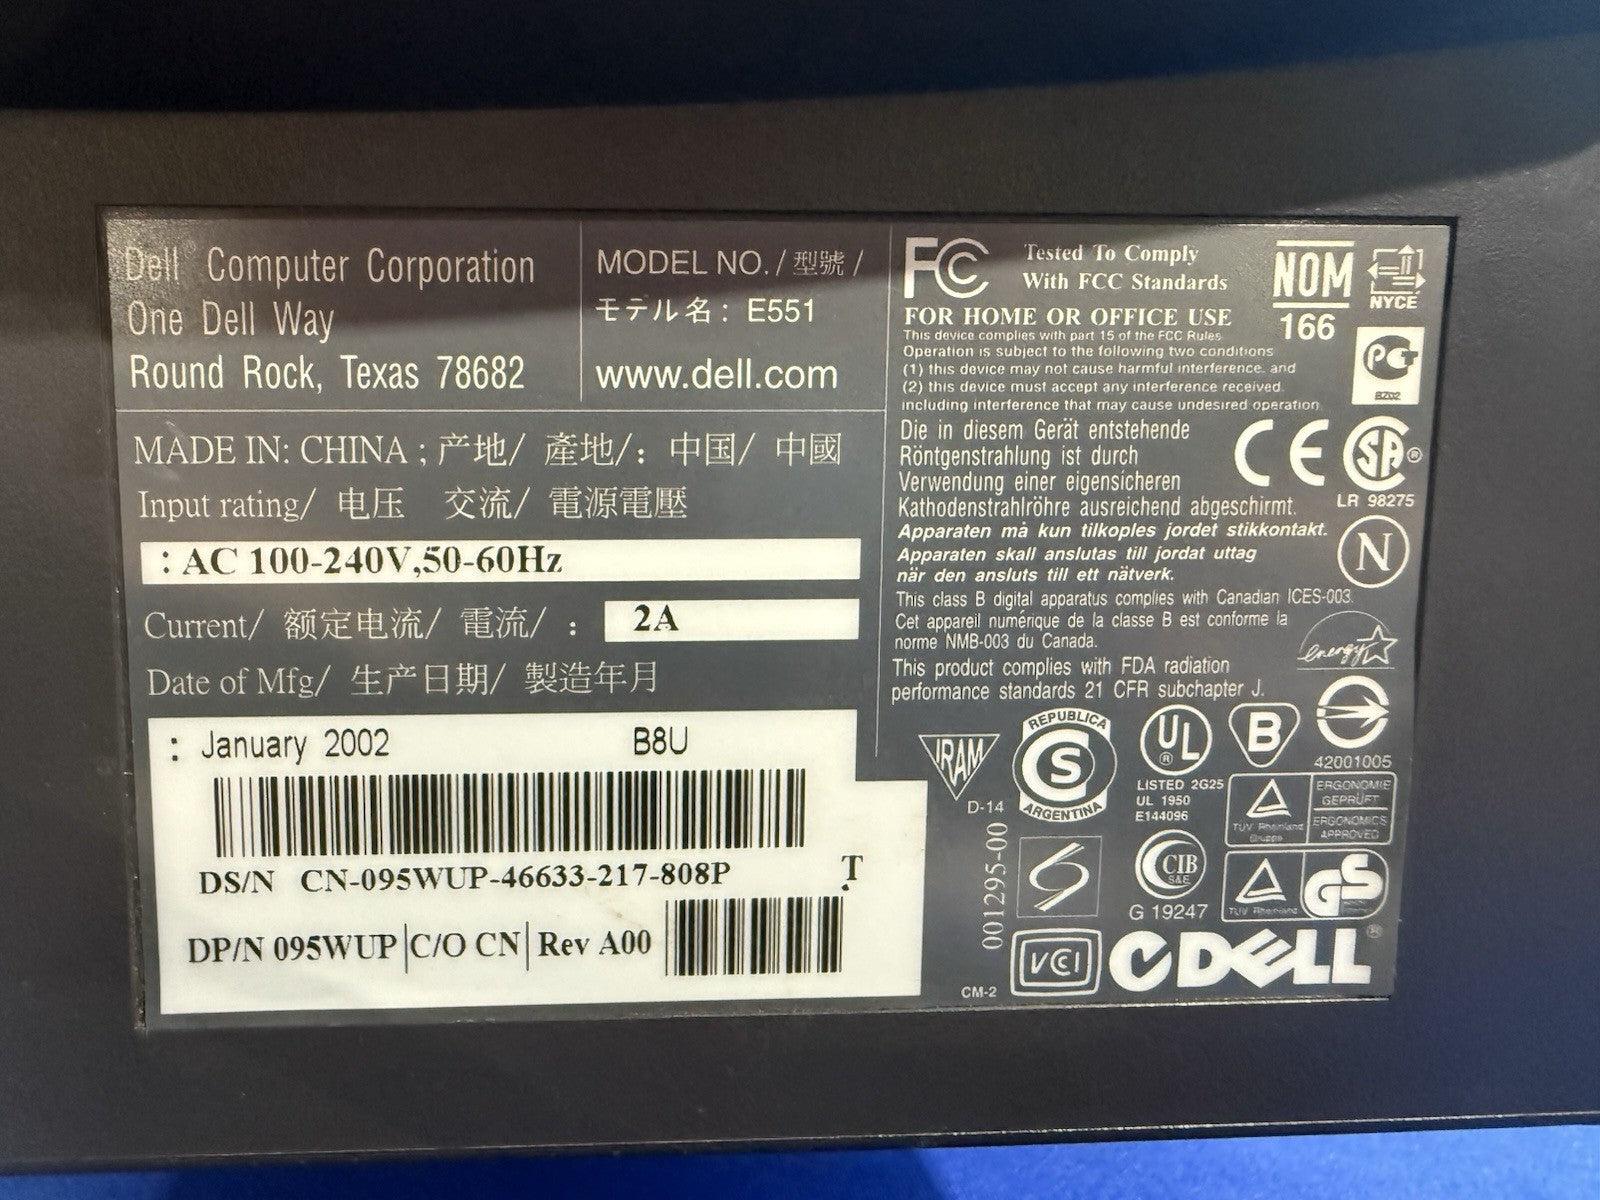 Dell Computer Corporation
One Dell Way
Round Rock, Texas 78682
MODEL NO. / 型號 /
モデル名 : E551
www.dell.com
MADE IN: CHINA ; 产地/ 產地/: 中国/ 中國
Input rating/ 电压 交流/ 電源電壓
: AC 100-240V,50-60Hz
Current/ 额定电流/ 電流/ : 2A
Date of Mfg/ 生产日期/ 製造年月
: January 2002 B8U
DS/N CN-095WUP-46633-217-808P T
DP/N 095WUP C/O CN Rev A00
FC
Tested To Comply
With FCC Standards
FOR HOME OR OFFICE USE
This device complies with part 15 of the FCC Rules
Operation is subject to the following two conditions
(1) this device may not cause harmful interference. and
(2) this device must accept any interference received.
including interference that may cause undesired operation
Die in diesem Gerät entstehende
Röntgenstrahlung ist durch
Verwendung einer eigensicheren
Kathodenstrahlröhre ausreichend abgeschirmt.
Apparaten må kun tilkoples jordet stikkontakt.
Apparaten skall anslutas till jordat uttag
när den ansluts till ett nätverk.
This class B digital apparatus complies with Canadian ICES-003.
Cet appareil numérique de la classe B est conforme la
norme NMB-003 du Canada.
This product complies with FDA radiation
performance standards 21 CFR subchapter J.
NOM
166
NYCE
PCT
BZ02
CE
SA ®
LR 98275
N
energy
42001005
IRAM
D-14
REPUBLICA
S
ARGENTINA
UL ®
LISTED 2G25
UL 1950
E144096
B
TÜV Rheinland
Gruppe
ERGONOMIE
GEPRÜFT
ERGONOMICS
APPROVED
CIB
S&E
G 19247
TÜV Rheinland
GS
001295-00
VCI
CM-2
DELL ®